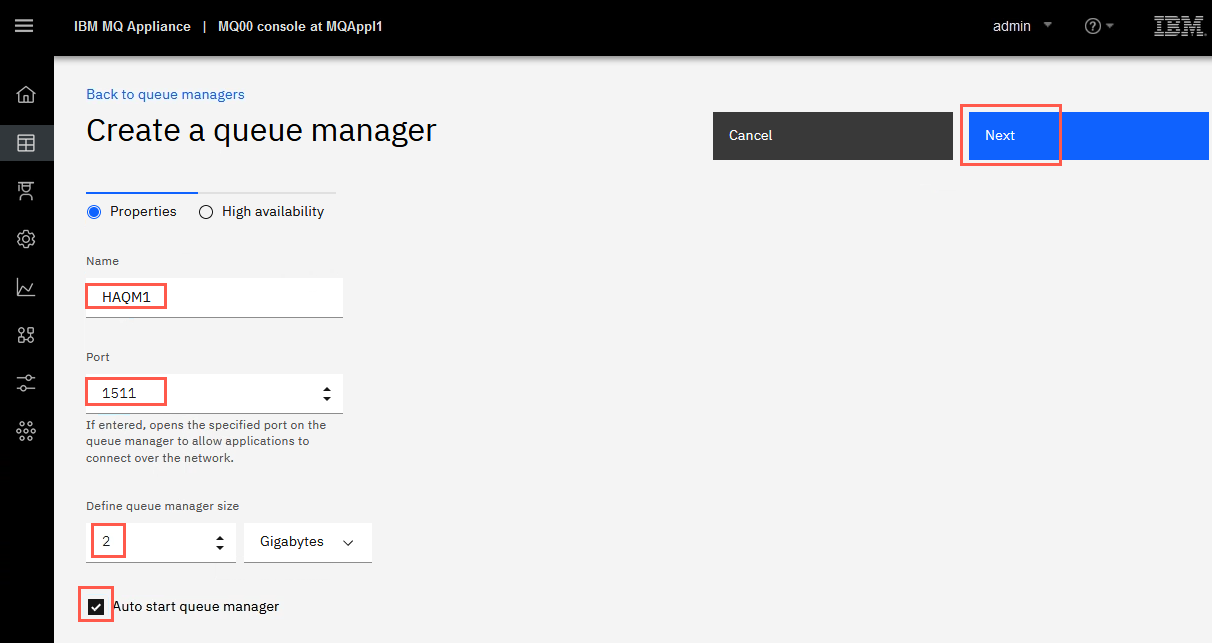 IBM MQ Appliance | MQ00 console at MQAppl1
admin
IBM
Back to queue managers
Create a queue manager
Cancel
Next
Properties
High availability
Name
HAQM1
Port
1511
If entered, opens the specified port on the
queue manager to allow applications to
connect over the network.
Define queue manager size
2
Gigabytes
Auto start queue manager